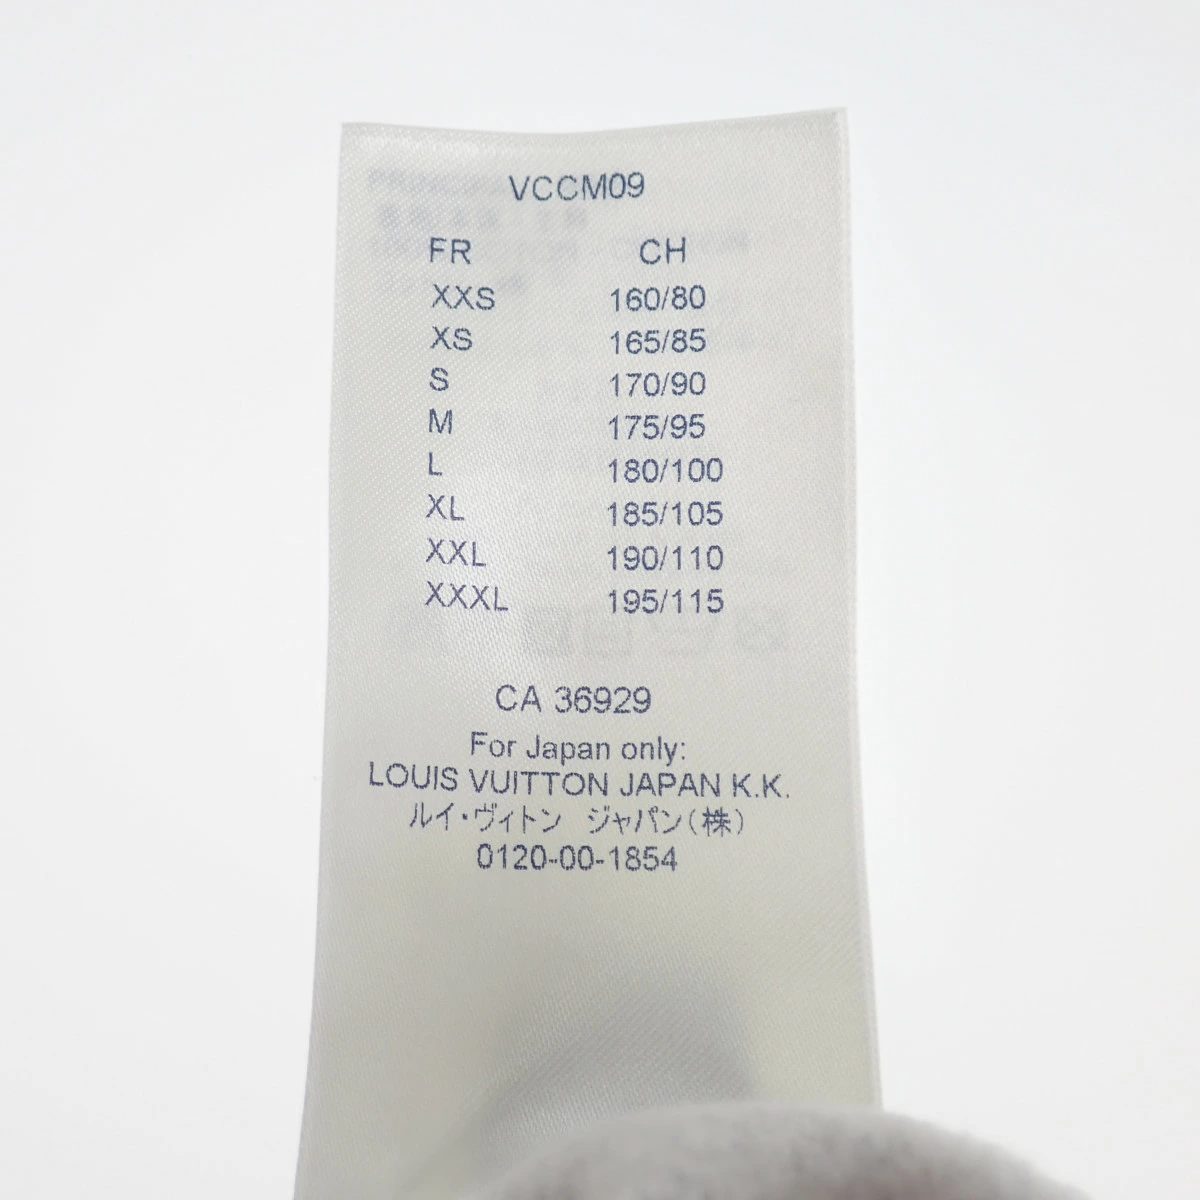 VCCM09
FR CH
XXS 160/80
XS 165/85
S 170/90
M 175/95
L 180/100
XL 185/105
XXL 190/110
XXXL 195/115
CA 36929
For Japan only:
LOUIS VUITTON JAPAN K.K.
ルイ・ヴィトン ジャパン(株)
0120-00-1854